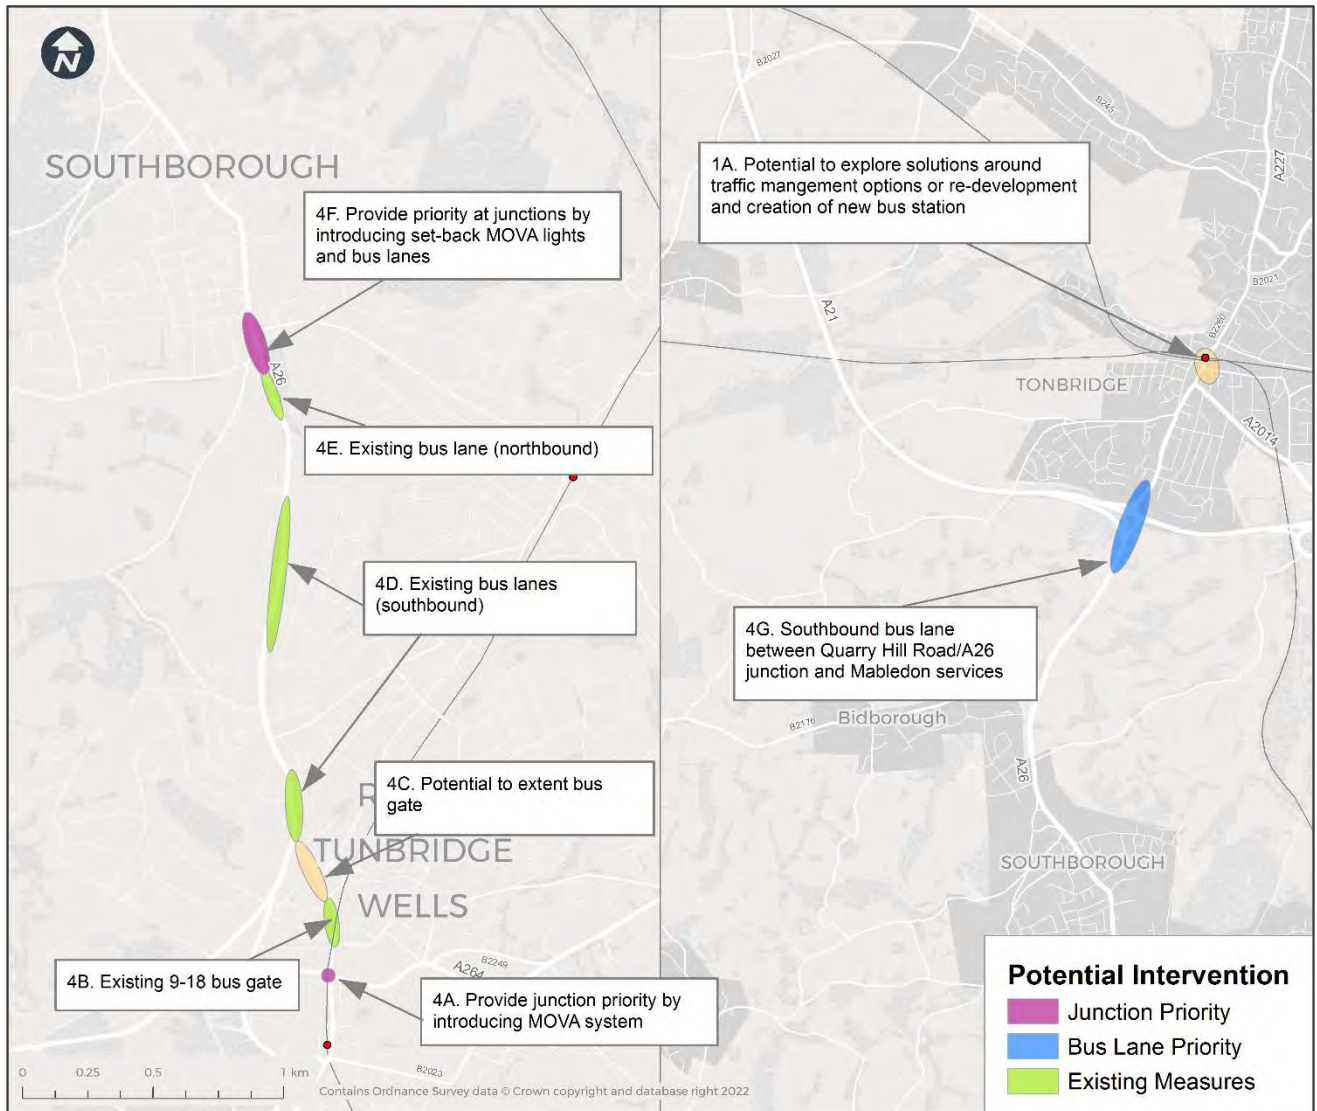 N
SOUTHBOROUGH
4F. Provide priority at junctions by
introducing set-back MOVA lights
and bus lanes
A26
4E. Existing bus lane (northbound)
4D. Existing bus lanes
(southbound)
4C. Potential to extent bus
gate
R
TUNBRIDGE
WELLS
4B. Existing 9-18 bus gate
B2249
A264
4A. Provide junction priority by
introducing MOVA system
B2023
0 0.25 0.5 1 km
Contains Ordnance Survey data © Crown copyright and database right 2022
B2027
B245
A227
1A. Potential to explore solutions around
traffic mangement options or re-development
and creation of new bus station
B2021
A21
B2260
TONBRIDGE
A2014
4G. Southbound bus lane
between Quarry Hill Road/A26
junction and Mabledon services
B2176
Bidborough
A26
SOUTHBOROUGH
Potential Intervention
Junction Priority
Bus Lane Priority
Existing Measures